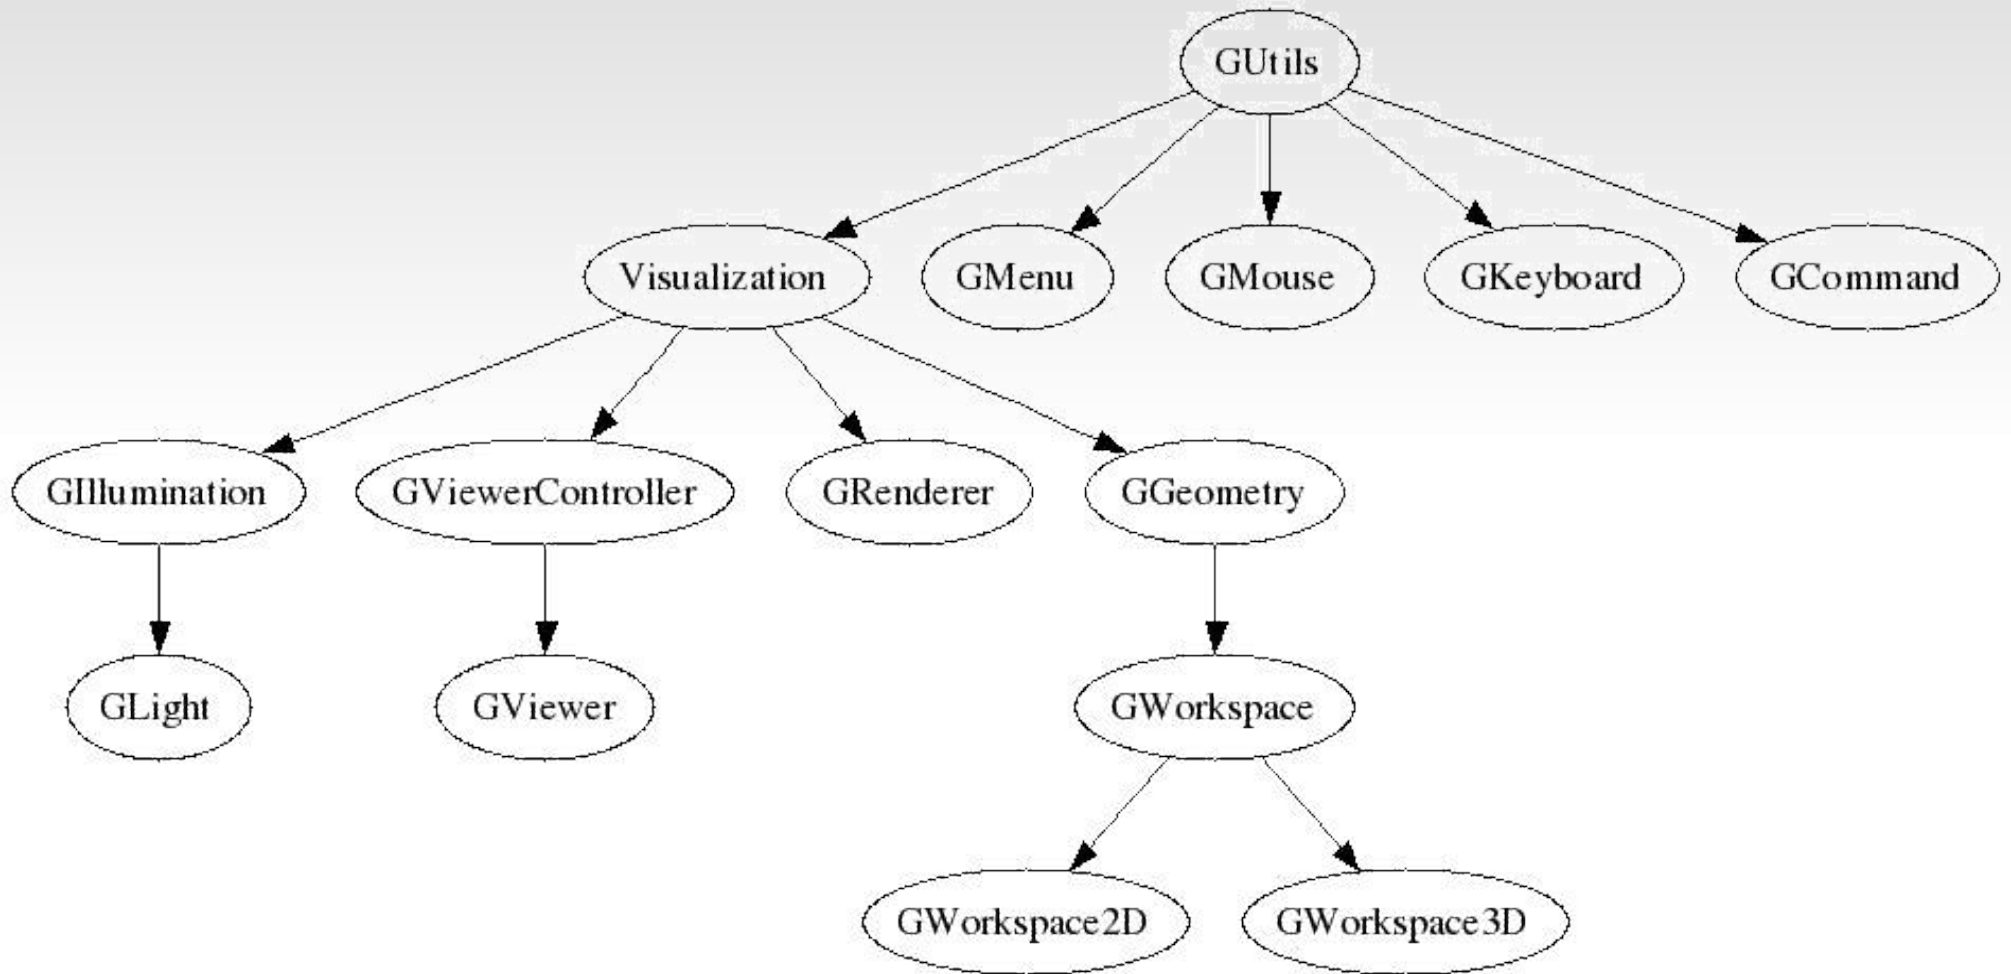 GUtils
Visualization
GMenu
GMouse
GKeyboard
GCommand
GIllumination
GViewerController
GRenderer
GGeometry
GLight
GViewer
GWorkspace
GWorkspace2D
GWorkspace3D